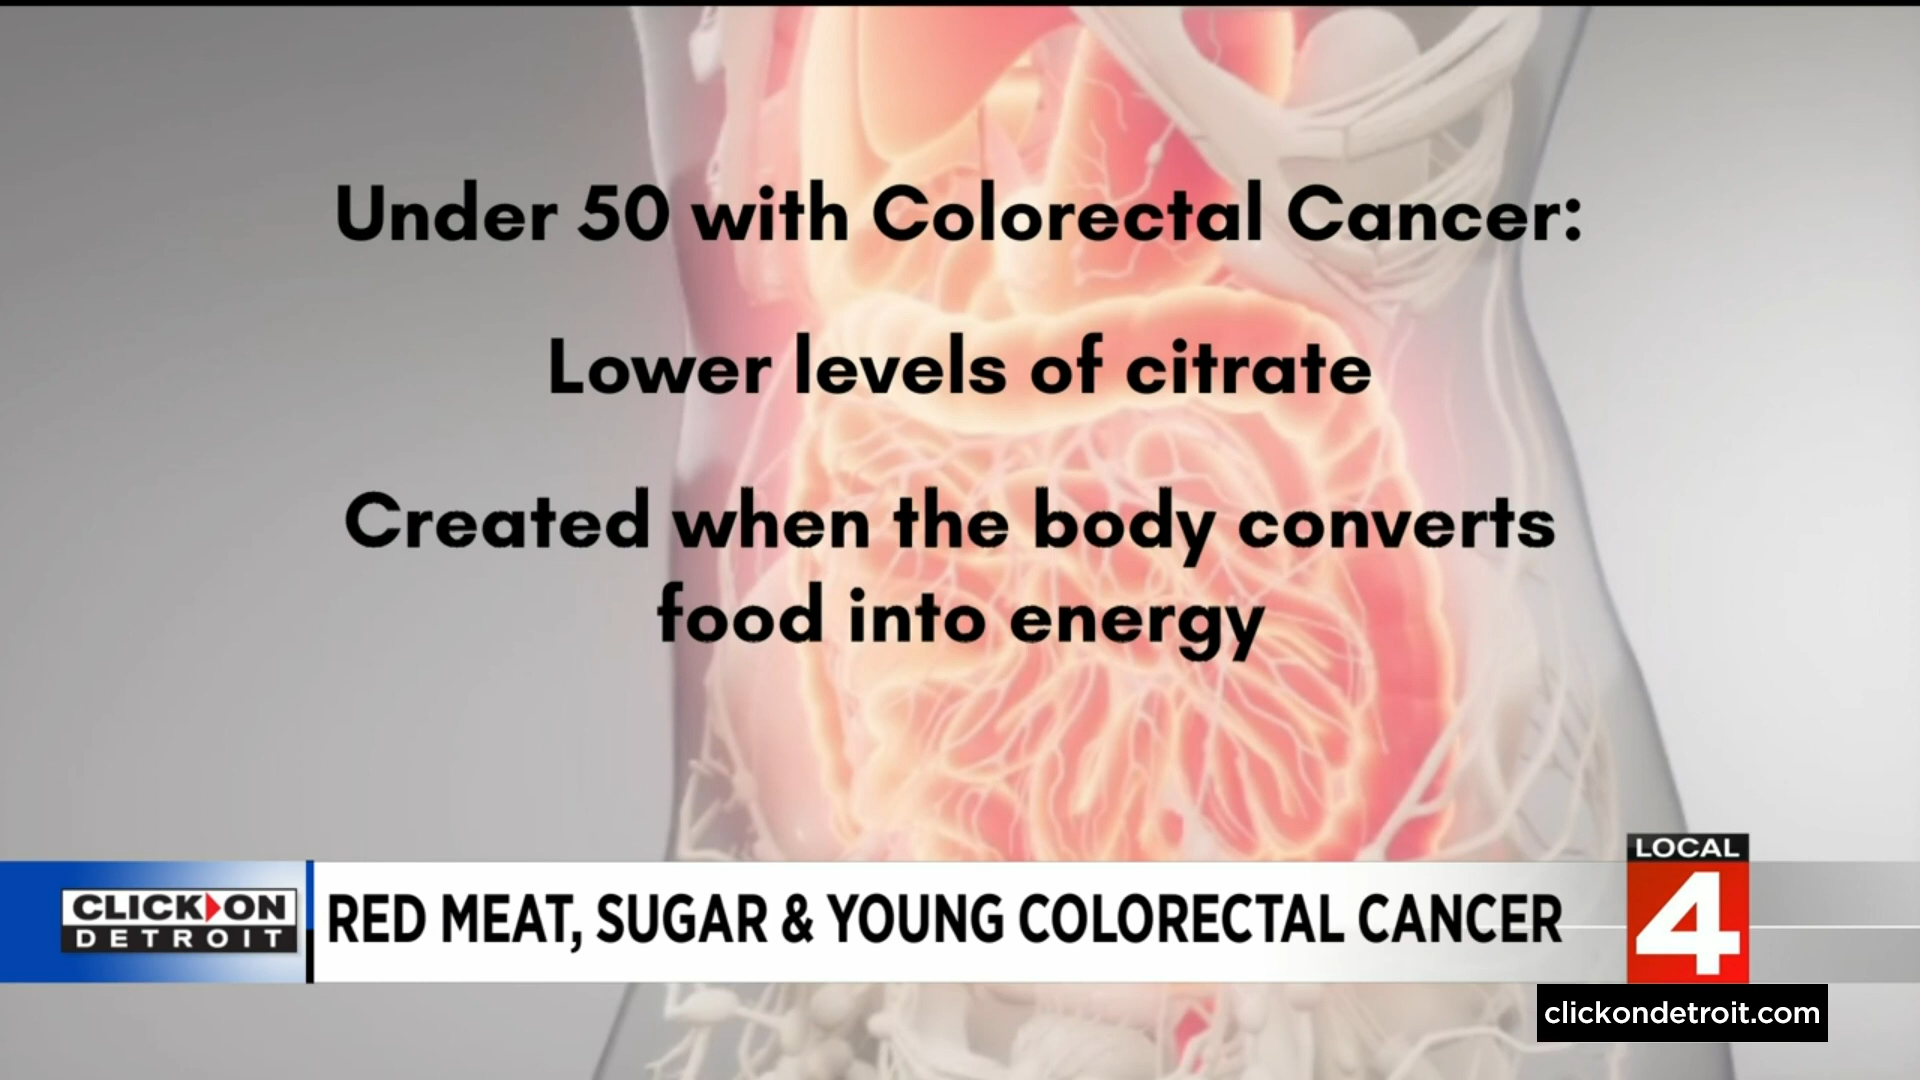 Under 50 with Colorectal Cancer:
Lower levels of citrate
Created when the body converts
food into energy
LOCAL
4
CLICK ON
DETROIT
RED MEAT, SUGAR & YOUNG COLORECTAL CANCER
clickondetroit.com